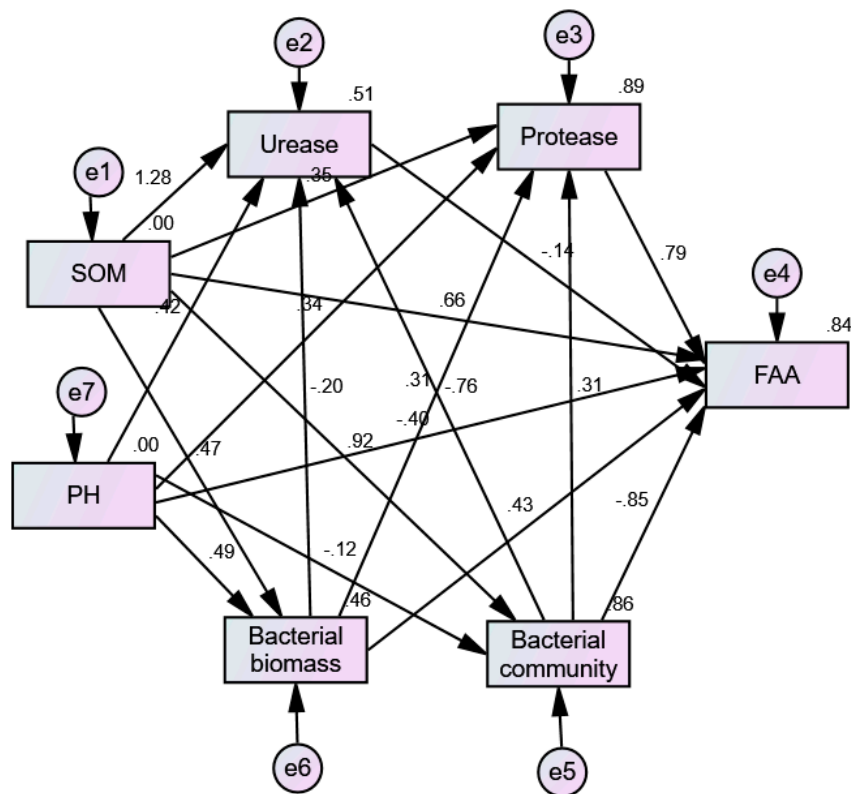 e2
e3
.51
.89
Urease
Protease
e1
1.28
.35
.00
-.14
.79
SOM
e4
.42
.34
.66
.84
FAA
e7
-.20
.31
-.76
.31
-.40
.00
.47
.92
PH
.43
-.85
.49
-.12
.46
.86
Bacterial
biomass
Bacterial
community
e6
e5